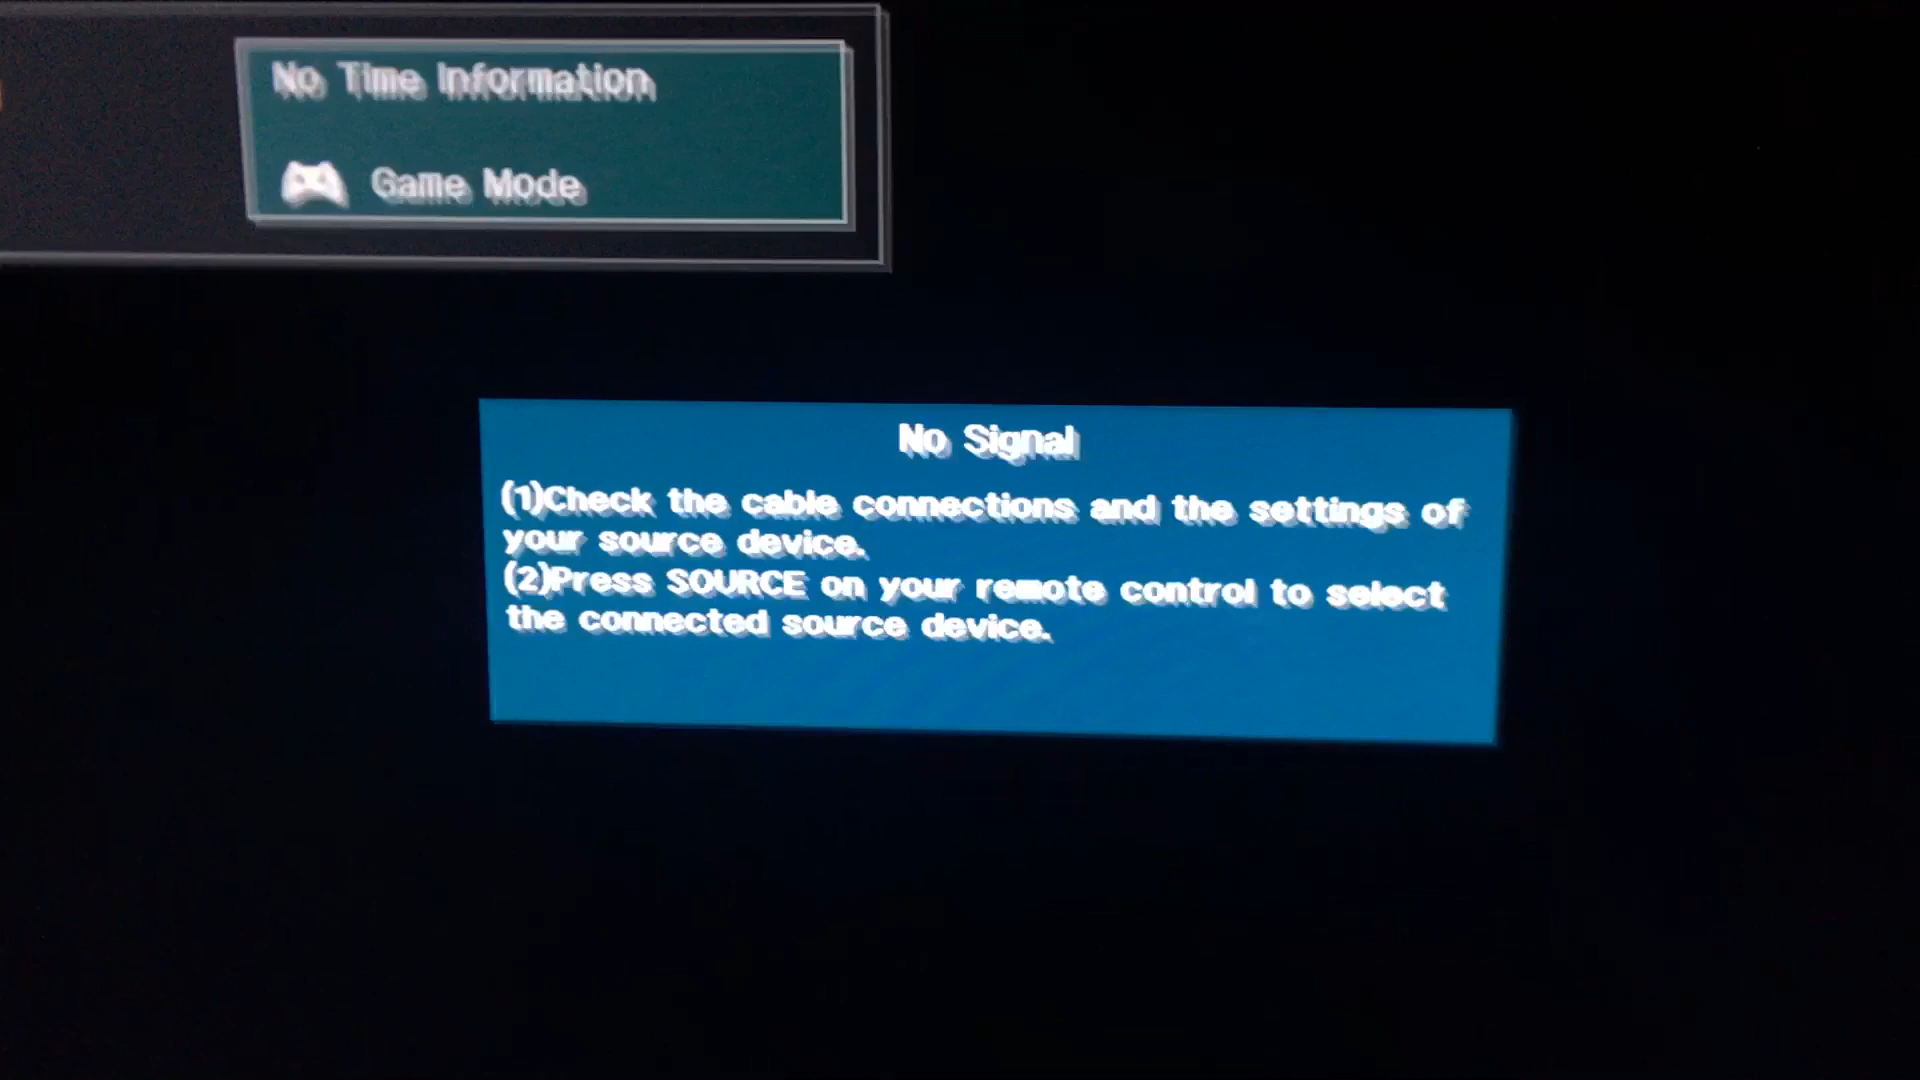 No Time Information
Game Mode
No Signal
(1)Check the cable connections and the settings of
your source device.
(2)Press SOURCE on your remote control to select
the connected source device.